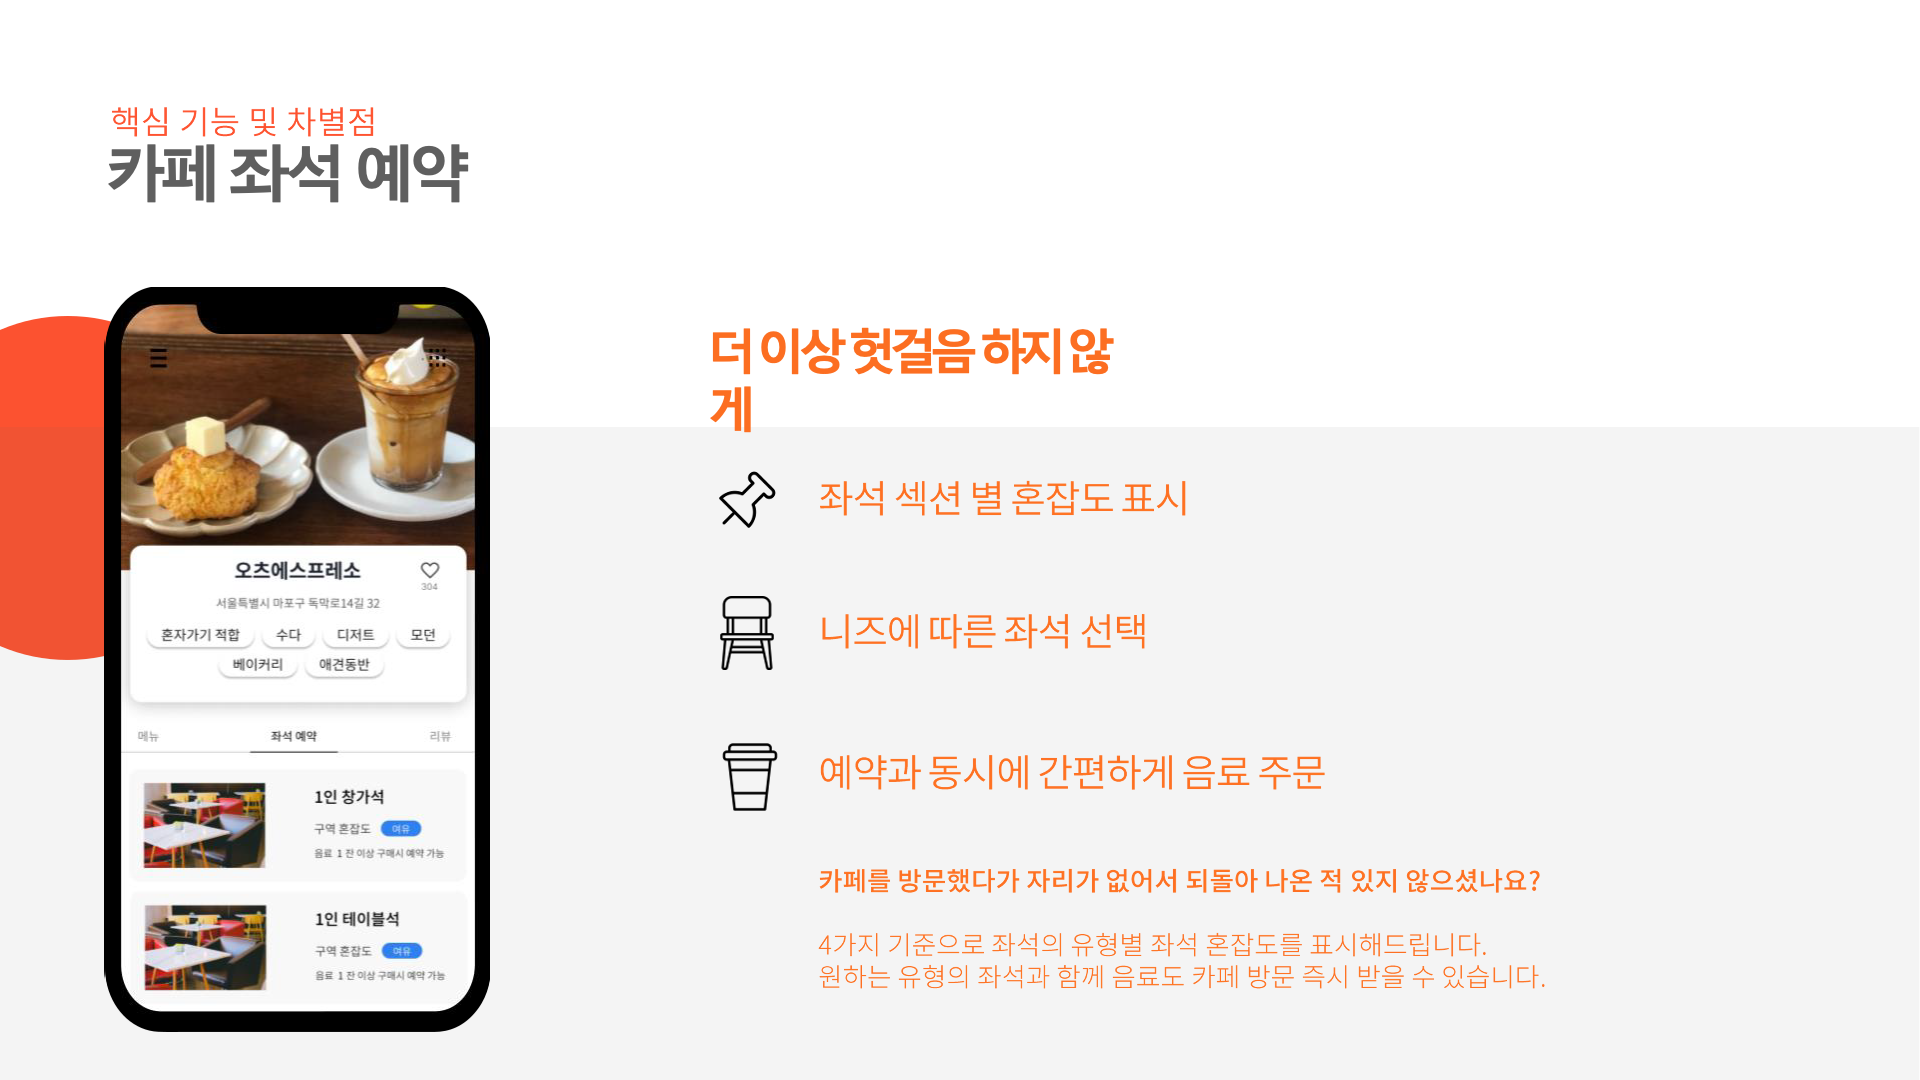 핵심 기능 및 차별점
카페 좌석 예약
더 이상 헛걸음 하지 않
게
좌석 섹션 별 혼잡도 표시
니즈에 따른 좌석 선택
예약과 동시에 간편하게 음료 주문
카페를 방문했다가 자리가 없어서 되돌아 나온 적 있지 않으셨나요?
4가지 기준으로 좌석의 유형별 좌석 혼잡도를 표시해드립니다.
원하는 유형의 좌석과 함께 음료도 카페 방문 즉시 받을 수 있습니다.
오츠에스프레소
304
서울특별시 마포구 독막로14길 32
혼자가기 적합 수다 디저트 모던
베이커리 애견동반
메뉴 좌석 예약 리뷰
1인 창가석
구역 혼잡도 여유
음료 1 잔 이상 구매시 예약 가능
1인 테이블석
구역 혼잡도 여유
음료 1 잔 이상 구매시 예약 가능